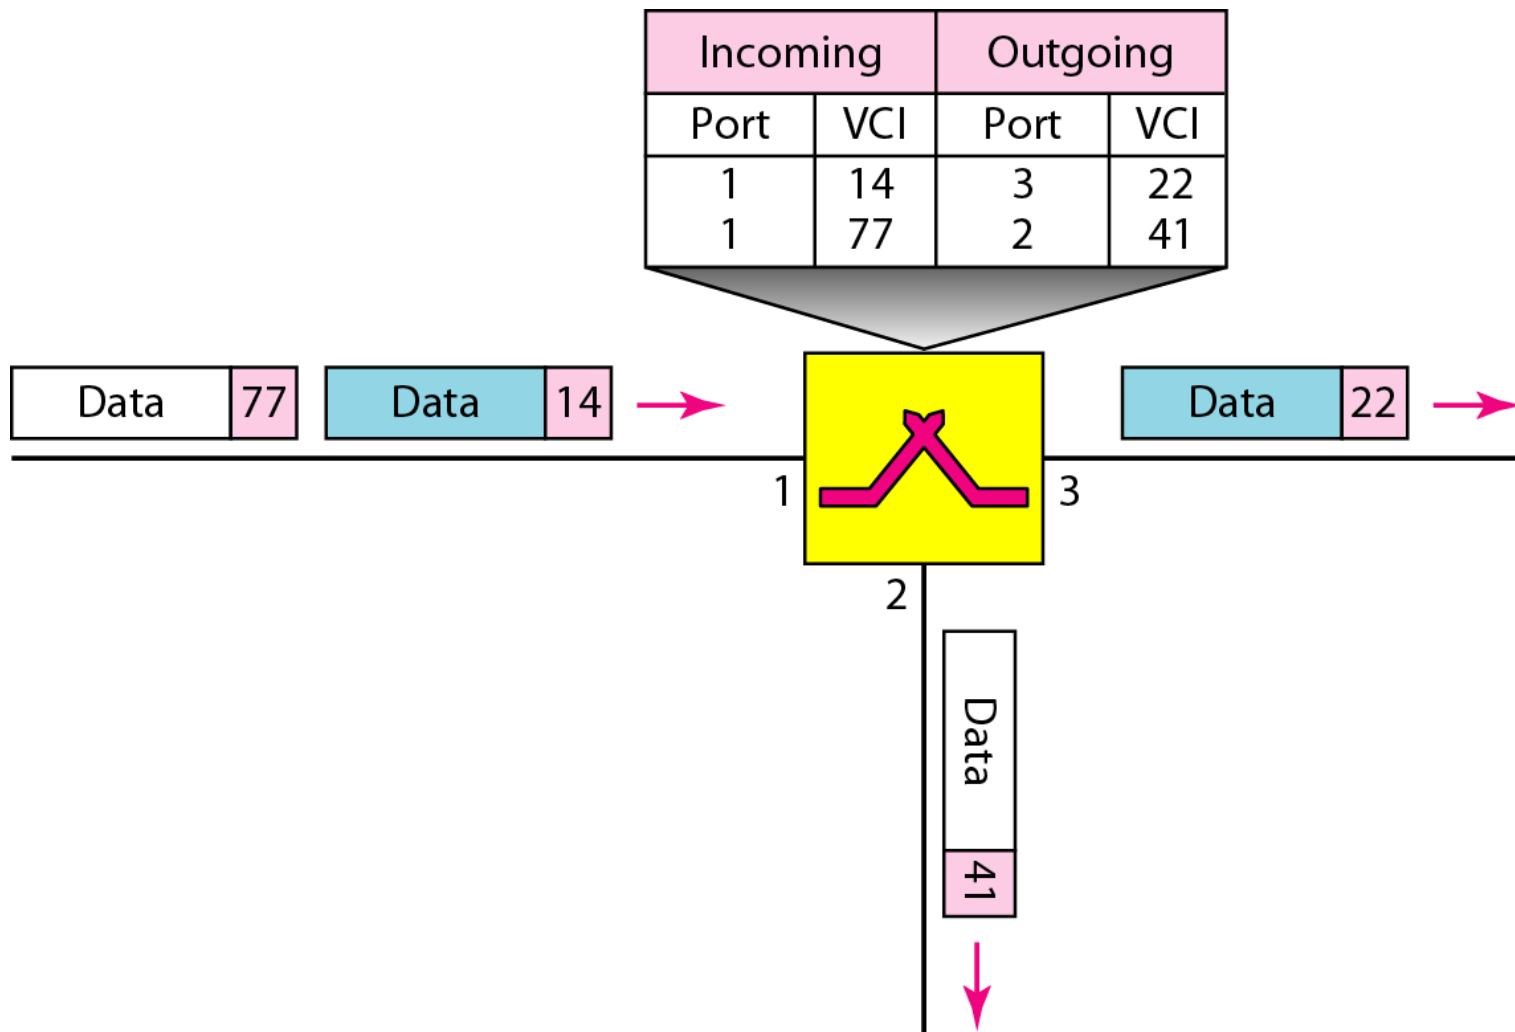 Incoming Outgoing
Port VCI Port VCI
1 14 3 22
1 77 2 41
Data 77 Data 14 Data 22
1 3
2
Data 41